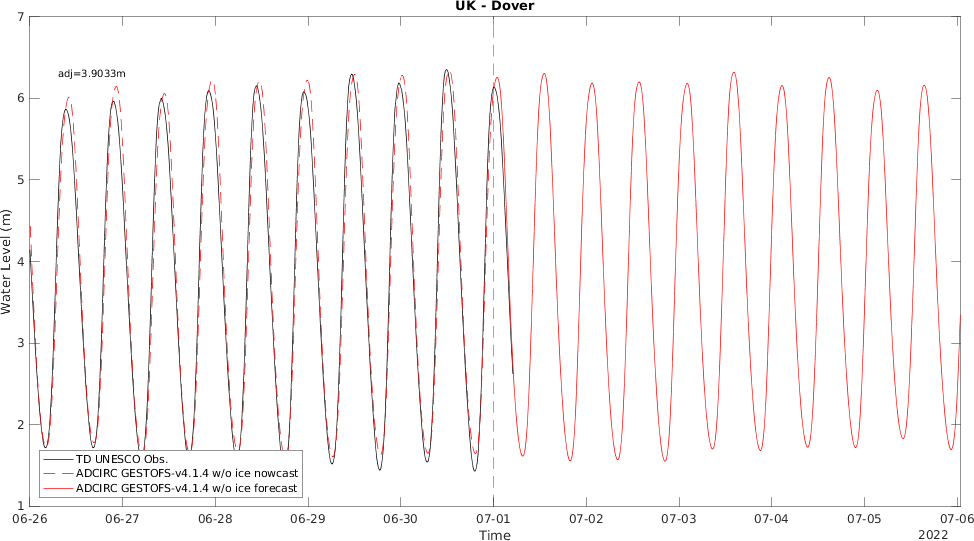 UK - Dover
adj=3.9033m
Water Level (m)
7
6
5
4
3
2
1
TD UNESCO Obs.
ADCIRC GESTOFS-v4.1.4 w/o ice nowcast
ADCIRC GESTOFS-v4.1.4 w/o ice forecast
06-26 06-27 06-28 06-29 06-30 07-01 07-02 07-03 07-04 07-05 07-06
Time
2022